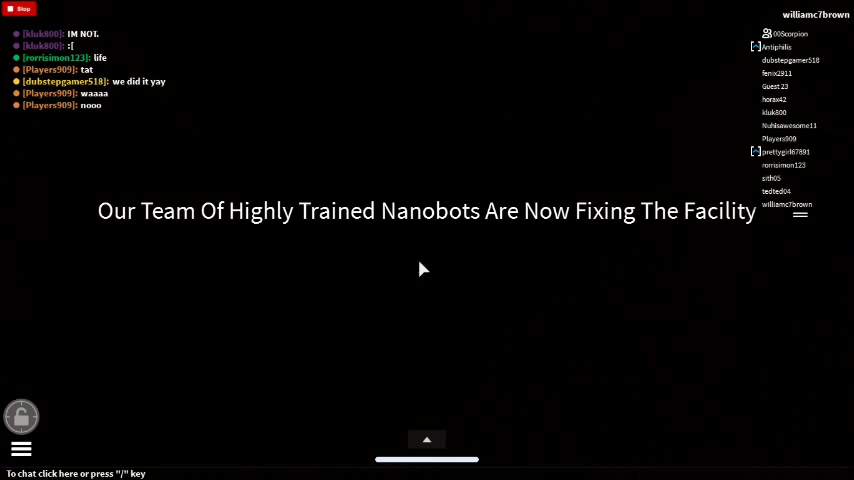 Stop
williamc7brown
[kluk800]: IM NOT.
[kluk800]: :[
[rorrisimon123]: life
[Players909]: tat
[dubstepgamer518]: we did it yay
[Players909]: waaaa
[Players909]: nooo
00Scorpion
Antiphilis
dubstepgamer518
fenix2911
Guest 23
horax42
kluk800
Nuhisawesome11
Players909
prettygirl67891
rorrisimon123
sith05
tedted04
williamc7brown
Our Team Of Highly Trained Nanobots Are Now Fixing The Facility
To chat click here or press "/" key